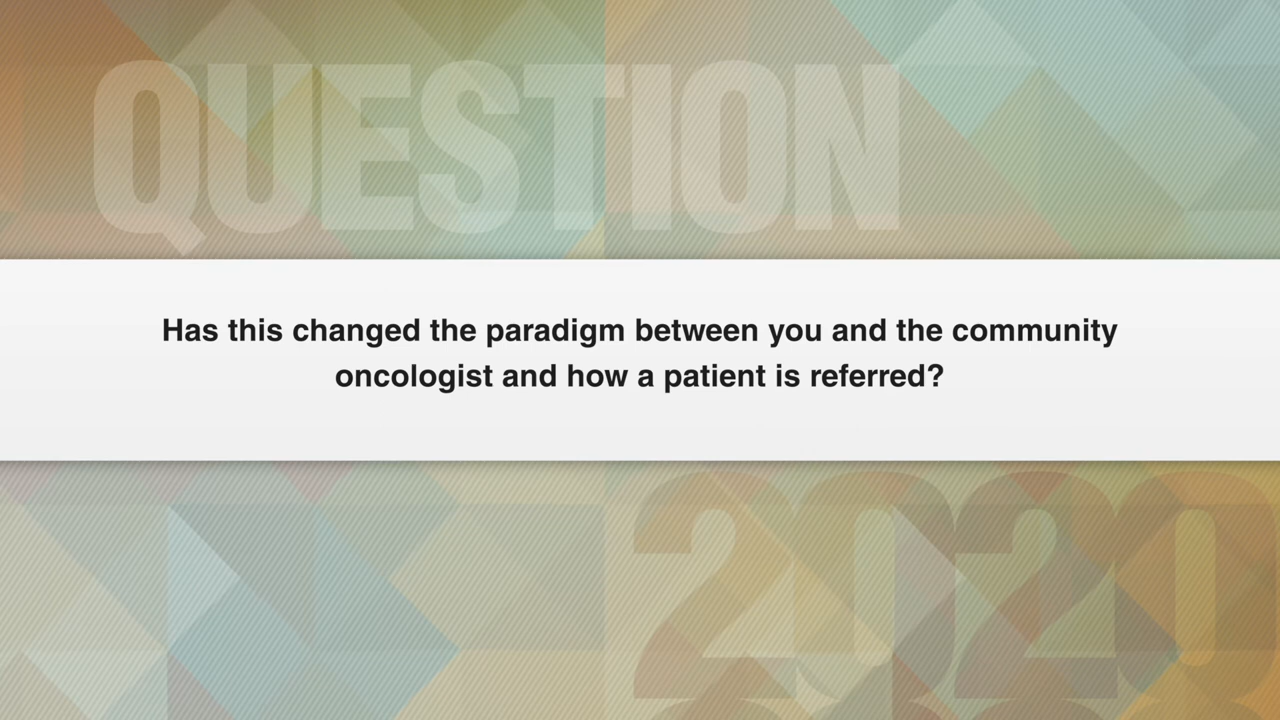 QUESTION
Has this changed the paradigm between you and the community
oncologist and how a patient is referred?
2020